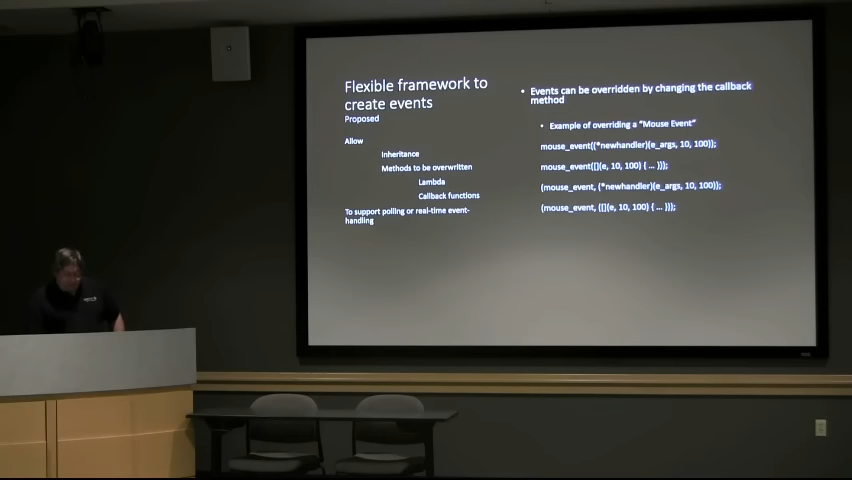 Flexible framework to
create events
Proposed
Allow
Inheritance
Methods to be overwritten
Lambda
Callback functions
To support polling or real-time event-
handling
• Events can be overridden by changing the callback
method
• Example of overriding a "Mouse Event"
mouse_event((*newhandler)(e_args, 10, 100));
mouse_event([](e, 10, 100) { ... }));
(mouse_event, (*newhandler)(e_args, 10, 100));
(mouse_event, ([](e, 10, 100) { ... }));